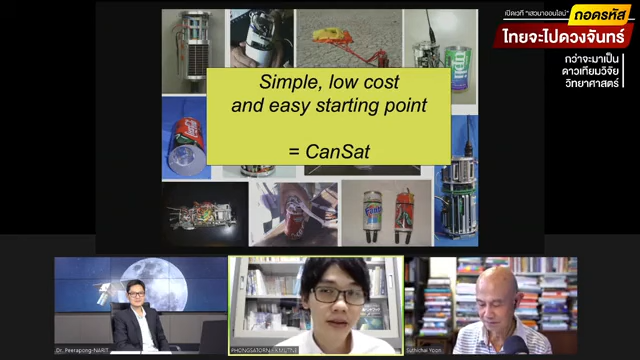 เปิดเวที "เสวนาออนไลน์"
ถอดรหัส
ไทยจะไปดวงจันทร์
กว่าจะมาเป็น
ดาวเทียมวิจัย
วิทยาศาสตร์
Simple, low cost
and easy starting point
= CanSat
Dr. Peerapong-NARIT
Suthichai Yoon